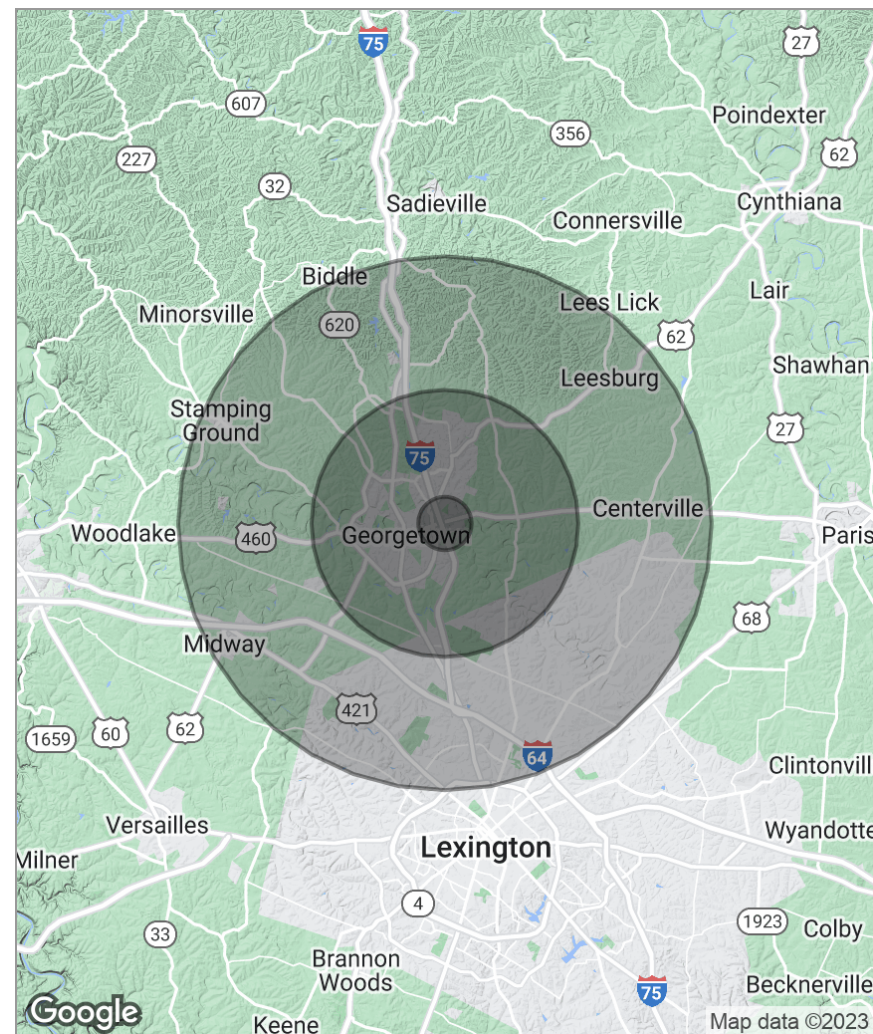 75
27
Poindexter
607
356
62
227
32
Sadieville
Cynthiana
Connersville
Biddle
Lair
Lees Lick
Minorsville
620
62
Shawhan
Leesburg
Stamping
Ground
27
75
Centerville
Woodlake
460
Georgetown
Paris
68
Midway
421
1659
60
62
64
Clintonvill
Versailles
Wyandotte
Lexington
Milner
4
1923
33
Colby
Brannon
Woods
75
Becknerville
Google
Keene
Map data ©2023